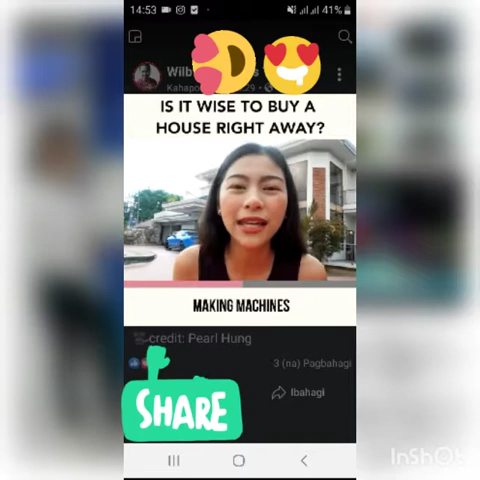 14:53
41%
Wilb
s
Kahapo
29
IS IT WISE TO BUY A
HOUSE RIGHT AWAY?
MAKING MACHINES
credit: Pearl Hung
3 (na) Pagbahagi
Ibahagi
SHARE
InShOt